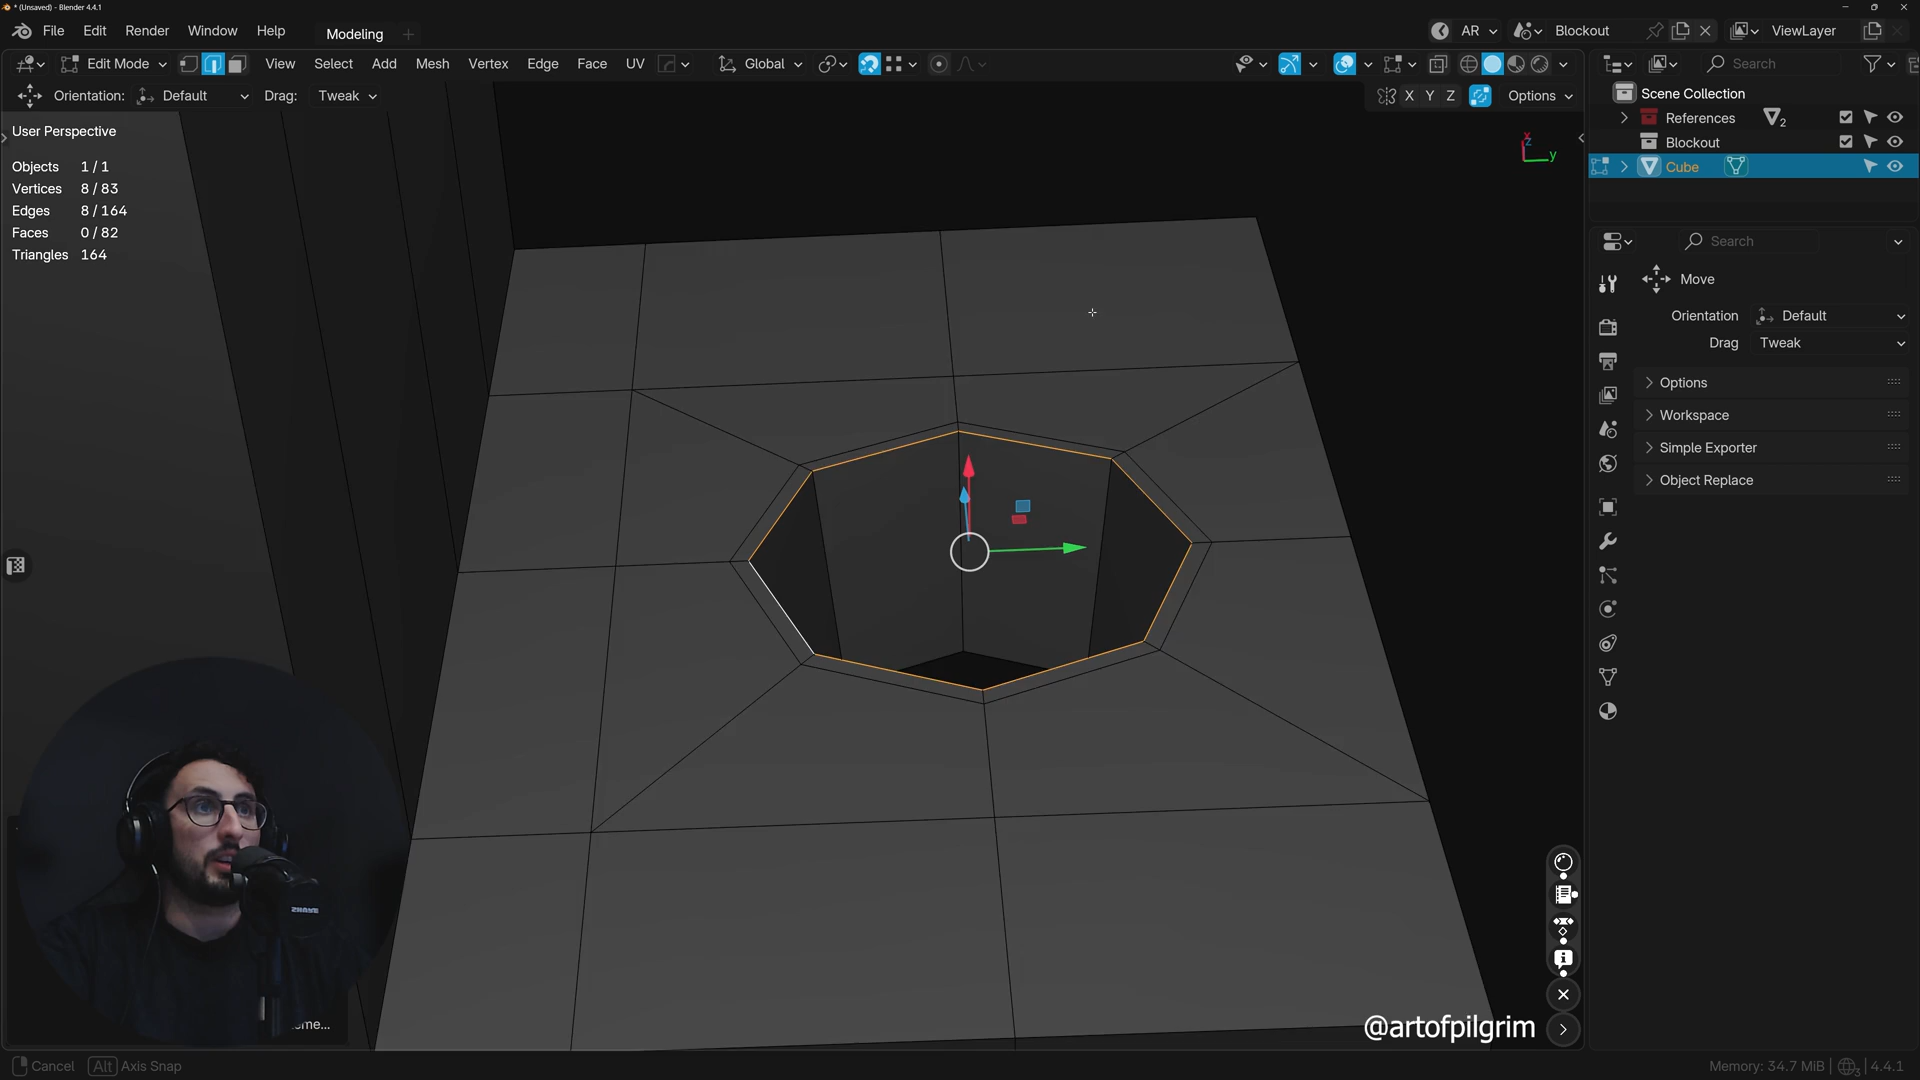 * (Unsaved) - Blender 4.4.1
File Edit Render Window Help Modeling
AR Blockout ViewLayer
Edit Mode View Select Add Mesh Vertex Edge Face UV Global
Search
Orientation: Default Drag: Tweak
X Y Z Options
User Perspective
Objects 1 / 1
Vertices 8 / 83
Edges 8 / 164
Faces 0 / 82
Triangles 164
X
Z
y
Scene Collection
References 2
Blockout
Cube
Search
Move
Orientation Default
Drag Tweak
Options
Workspace
Simple Exporter
Object Replace
SHURE
...me...
@artofpilgrim
Cancel Alt Axis Snap
Memory: 34.7 MiB 3 4.4.1